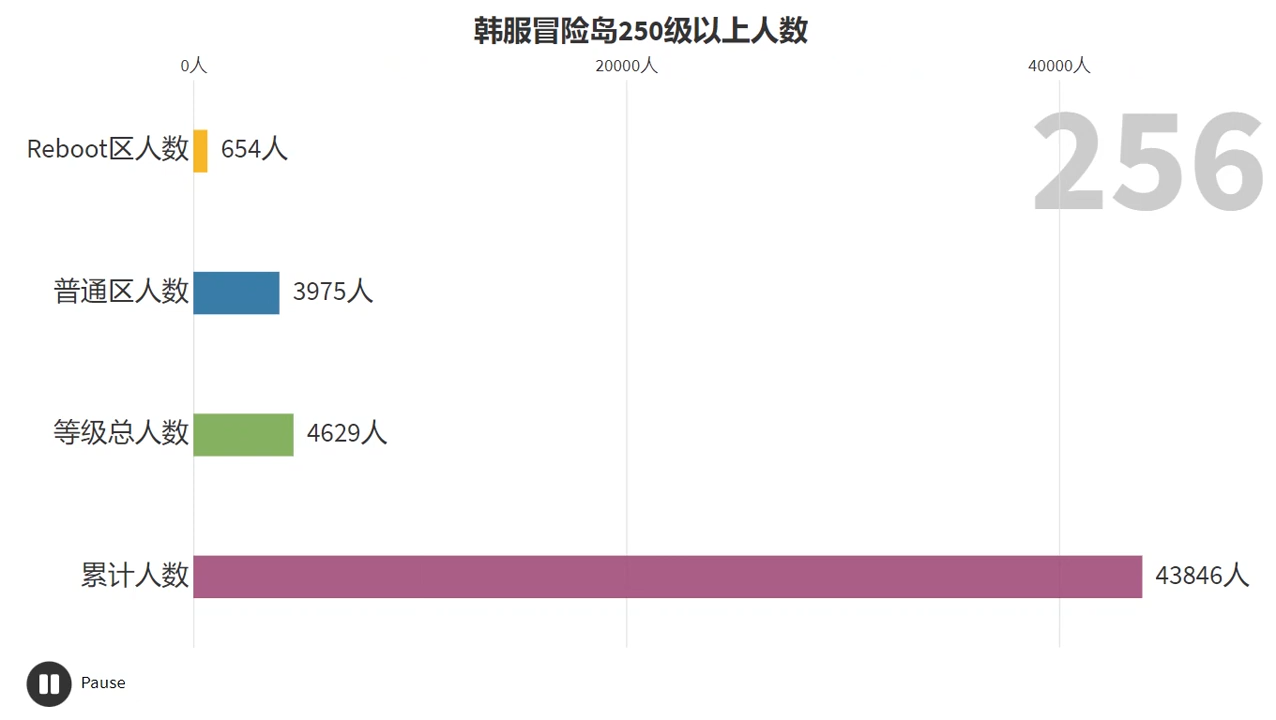 韩服冒险岛250级以上人数
0人 20000人 40000人
256
Reboot区人数 654人
普通区人数 3975人
等级总人数 4629人
累计人数 43846人
Pause